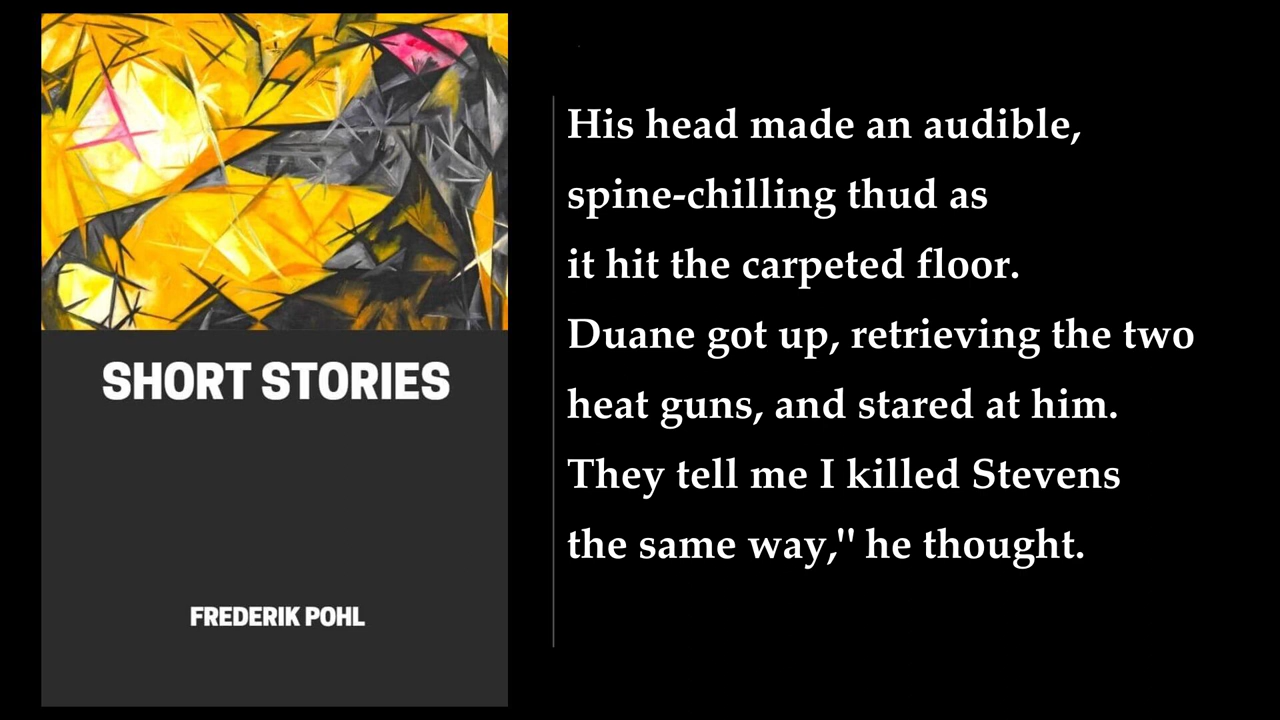 SHORT STORIES
FREDERIK POHL
His head made an audible,
spine-chilling thud as
it hit the carpeted floor.
Duane got up, retrieving the two
heat guns, and stared at him.
They tell me I killed Stevens
the same way," he thought.